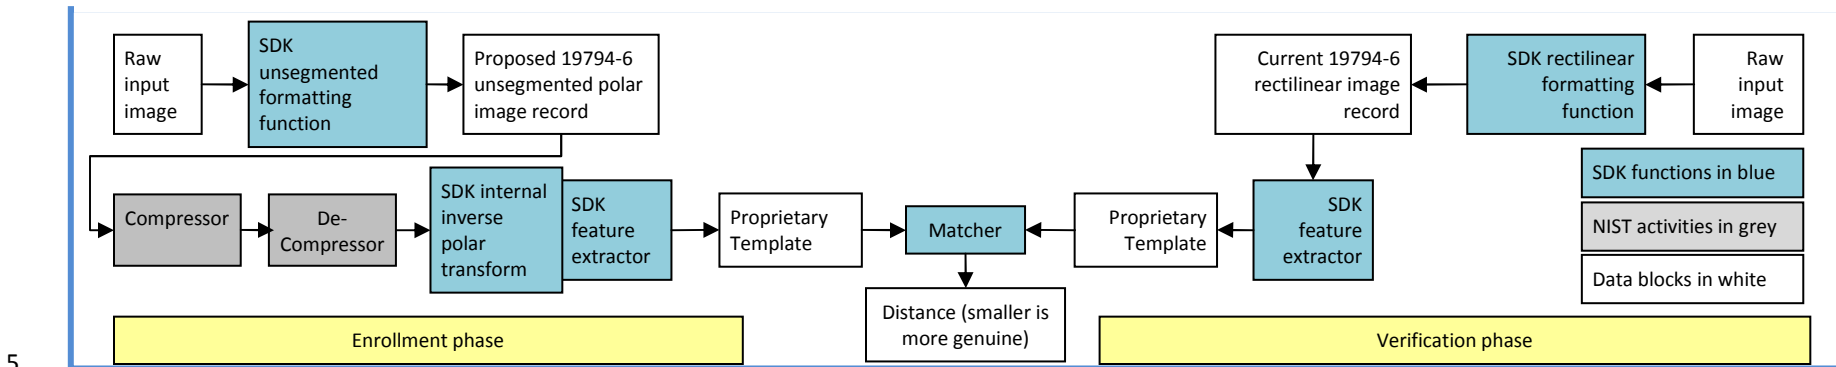 Raw
input
image
SDK
unsegmented
formatting
function
Proposed 19794-6
unsegmented polar
image record
Current 19794-6
rectilinear image
record
SDK rectilinear
formatting
function
Raw
input
image
Compressor
De-
Compressor
SDK internal
inverse
polar
transform
SDK
feature
extractor
Proprietary
Template
Matcher
Proprietary
Template
SDK
feature
extractor
SDK functions in blue
NIST activities in grey
Data blocks in white
Distance (smaller is
more genuine)
Enrollment phase
Verification phase
5